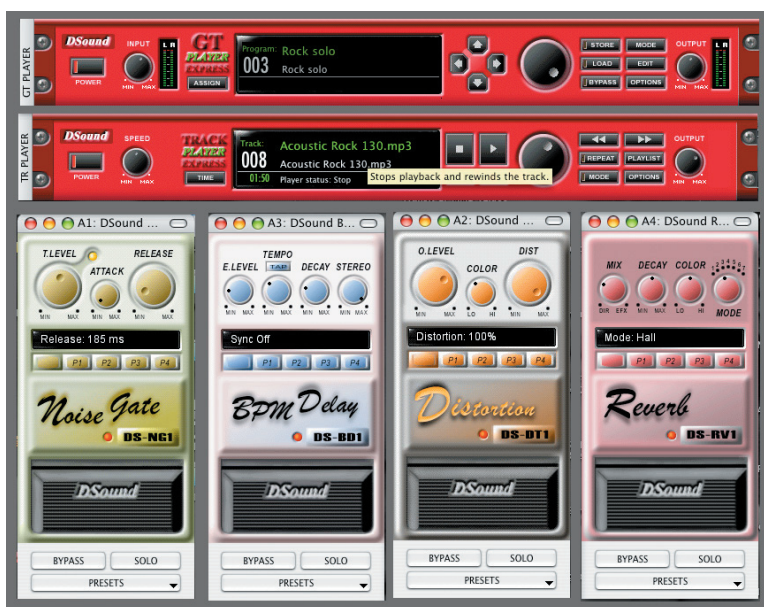 GT PLAYER
DSound
POWER
INPUT
L R
MIN MAX
GT
PLAYER
EXPRESS
ASSIGN
Program: Rock solo
003 Rock solo
STORE MODE
LOAD EDIT
BYPASS OPTIONS
OUTPUT
L R
MIN MAX
TR PLAYER
DSound
POWER
SPEED
MIN MAX
TRACK
PLAYER
EXPRESS
TIME
Track: Acoustic Rock 130.mp3
008 Acoustic Rock 130.mp3
01:50 Player status: Stop
Stops playback and rewinds the track.
REPEAT PLAYLIST
MODE OPTIONS
OUTPUT
MIN MAX
A1: DSound ...
T.LEVEL RELEASE
ATTACK
MIN MAX MIN MAX MIN MAX
Release: 185 ms
P1 P2 P3 P4
Noise Gate
DS-NG1
DSound
BYPASS SOLO
PRESETS
A3: DSound B...
TEMPO
E.LEVEL TAP DECAY STEREO
MIN MAX MIN MAX MIN MAX MIN MAX
Sync Off
P1 P2 P3 P4
BPM Delay
DS-BD1
DSound
BYPASS SOLO
PRESETS
A2: DSound ...
O.LEVEL DIST
COLOR
MIN MAX LO HI MIN MAX
Distortion: 100%
P1 P2 P3 P4
Distortion
DS-DT1
DSound
BYPASS SOLO
PRESETS
A4: DSound R...
MIX DECAY COLOR 1 2 3 4 5 6 7
DIR EFX MIN MAX LO HI MODE
Mode: Hall
P1 P2 P3 P4
Reverb
DS-RV1
DSound
BYPASS SOLO
PRESETS